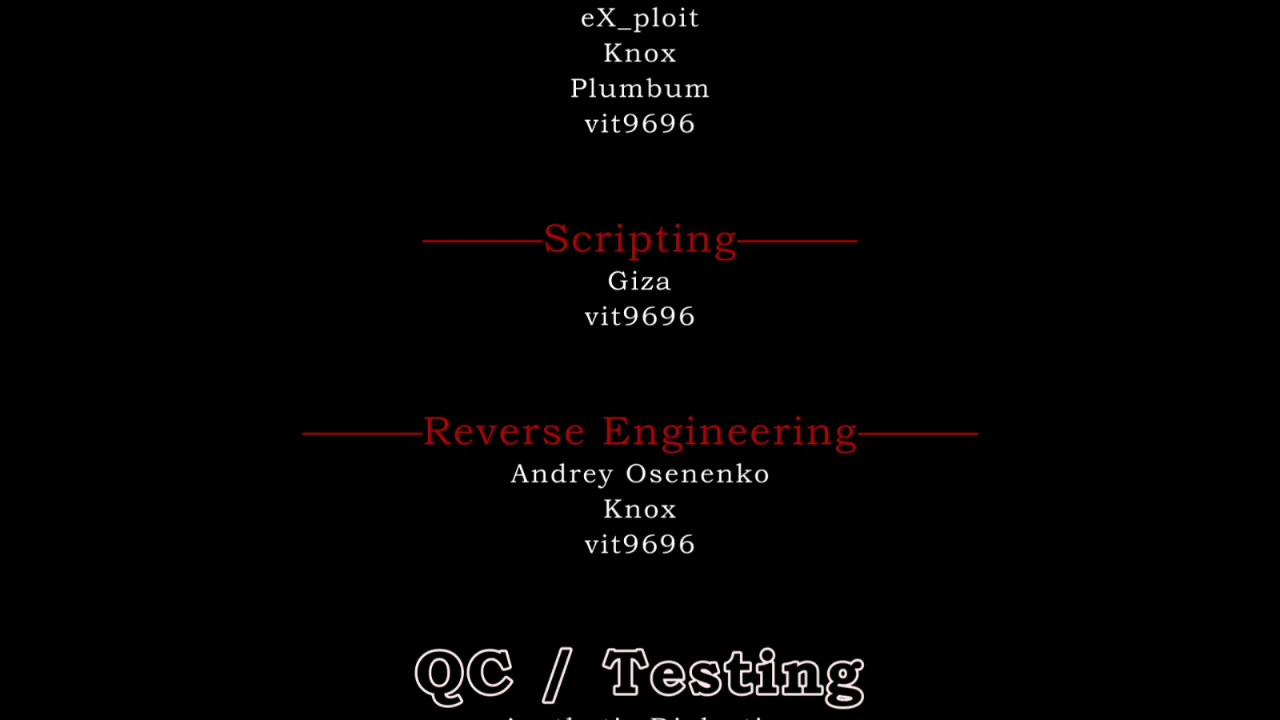 eX_ploit
Knox
Plumbum
vit9696
Scripting
Giza
vit9696
Reverse Engineering
Andrey Osenenko
Knox
vit9696
QC / Testing